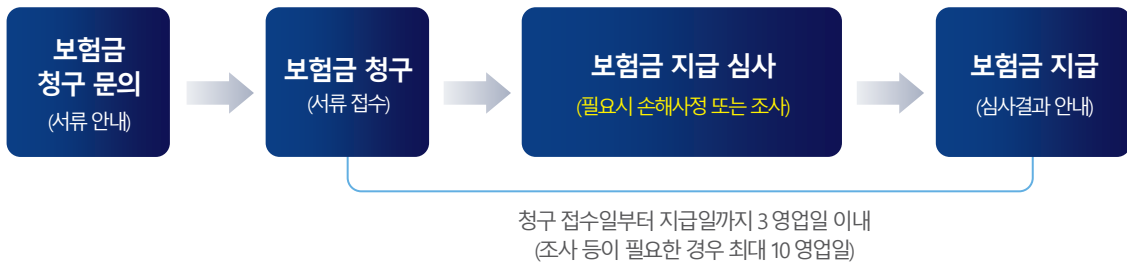 보험금
청구 문의
(서류 안내)
보험금 청구
(서류 접수)
보험금 지급 심사
(필요시 손해사정 또는 조사)
보험금 지급
(심사결과 안내)
청구 접수일부터 지급일까지 3 영업일 이내
(조사 등이 필요한 경우 최대 10 영업일)